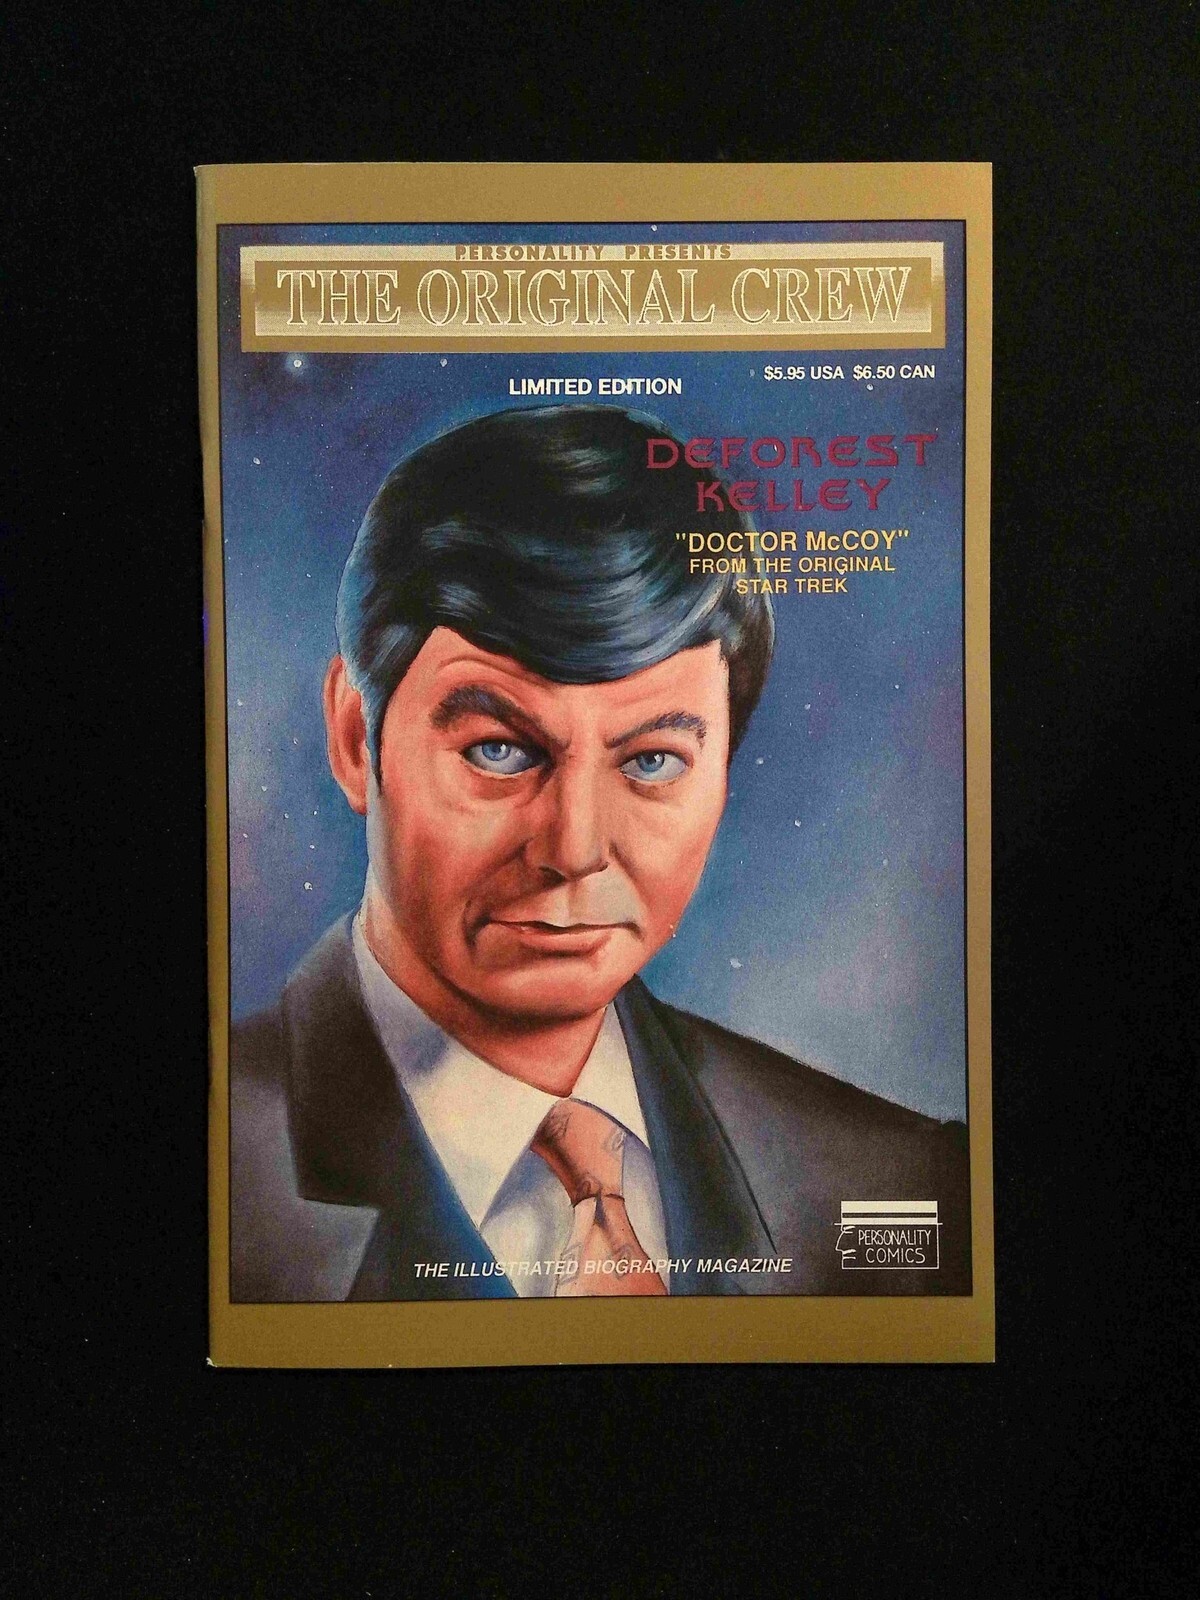 PERSONALITY PRESENTS
THE ORIGINAL CREW
$5.95 USA $6.50 CAN
LIMITED EDITION
DEFOREST
KELLEY
"DOCTOR McCOY"
FROM THE ORIGINAL
STAR TREK
THE ILLUSTRATED BIOGRAPHY MAGAZINE
PERSONALITY
COMICS